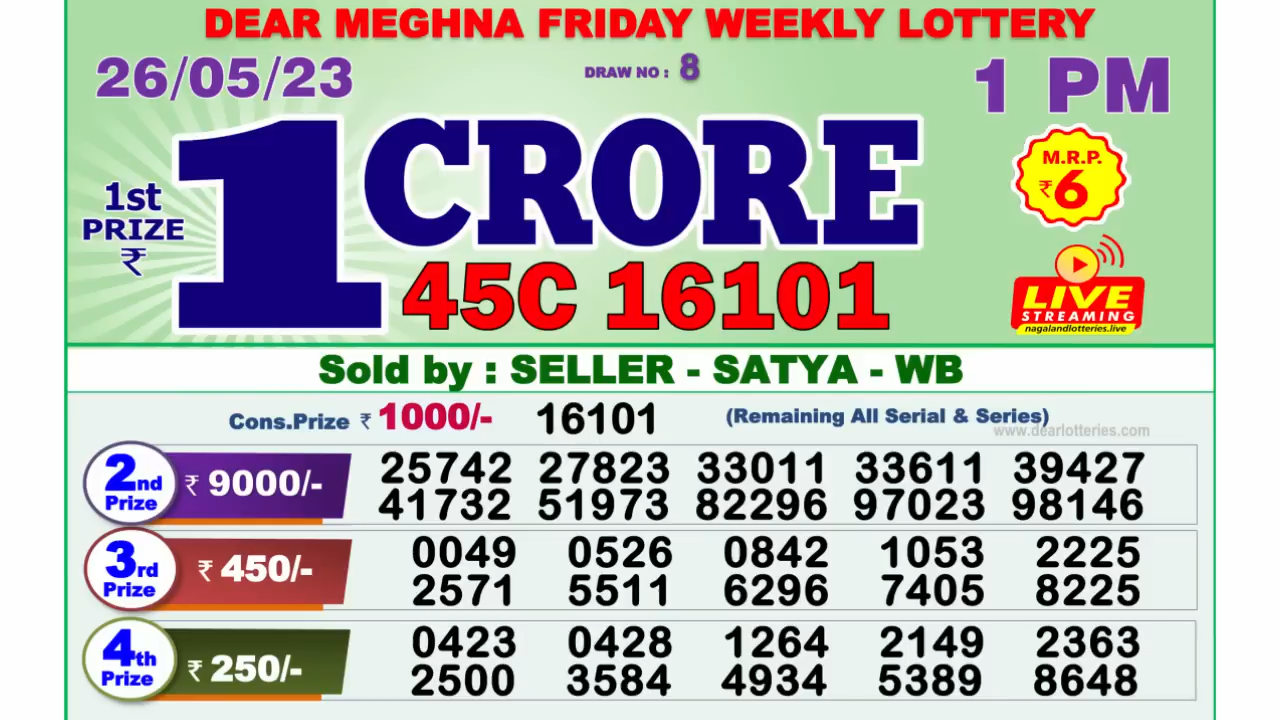 DEAR MEGHNA FRIDAY WEEKLY LOTTERY
26/05/23
DRAW NO : 8
1 PM
1st PRIZE ₹
1 CRORE
M.R.P.
₹6
45C 16101
LIVE
STREAMING
nagalandlotteries.live
Sold by : SELLER - SATYA - WB
Cons.Prize ₹ 1000/- 16101 (Remaining All Serial & Series)
www.dearlotteries.com
2nd Prize ₹ 9000/-
25742 27823 33011 33611 39427
41732 51973 82296 97023 98146
3rd Prize ₹ 450/-
0049 0526 0842 1053 2225
2571 5511 6296 7405 8225
4th Prize ₹ 250/-
0423 0428 1264 2149 2363
2500 3584 4934 5389 8648